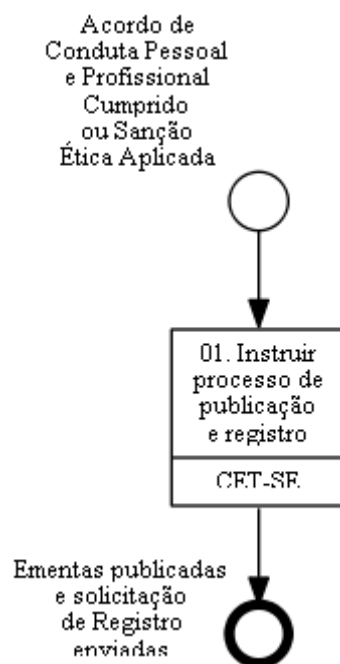 Acordo de
Conduta Pessoal
e Profissional
Cumprido
ou Sanção
Ética Aplicada
01. Instruir
processo de
publicação
e registro
CET-SE
Ementas publicadas
e solicitação
de Registro
enviadas